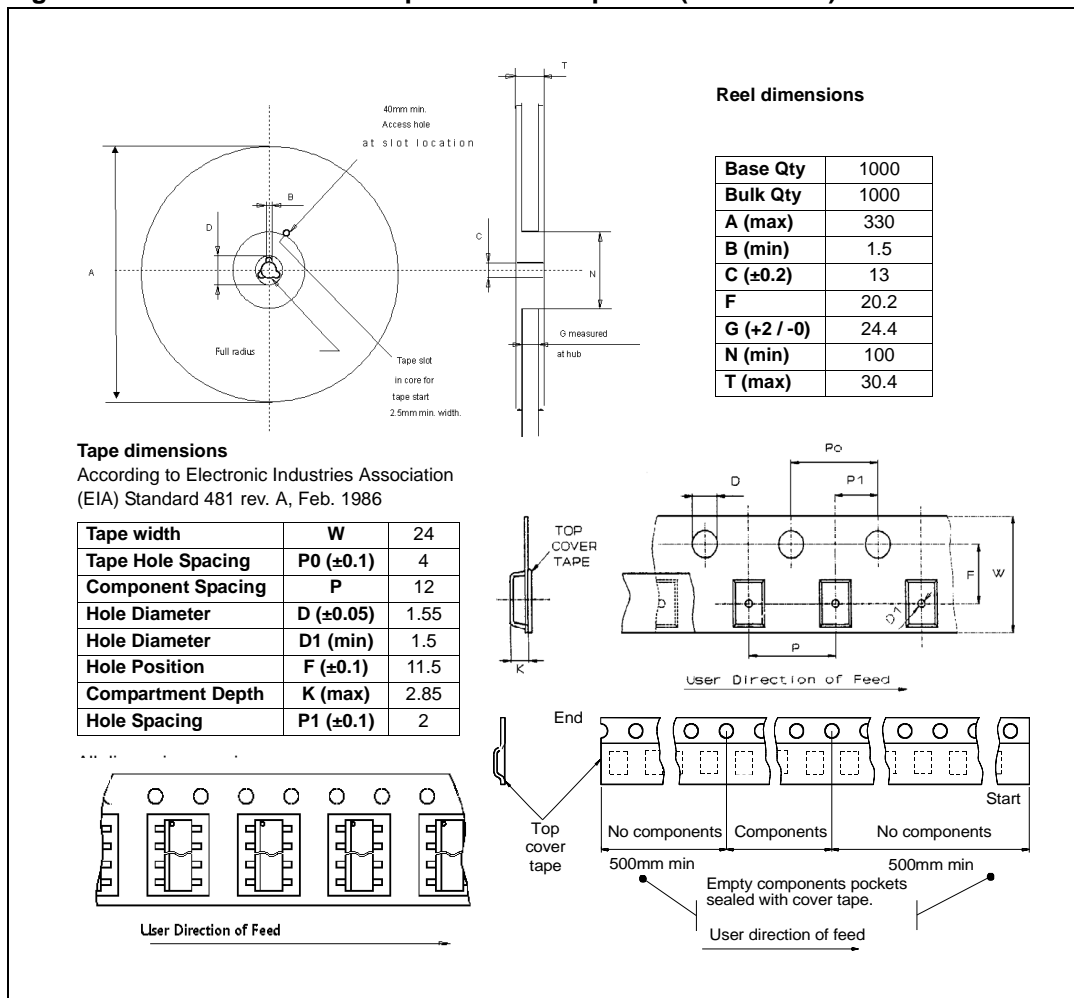 T
40mm min.
Access hole
at slot location
B
D
A
C
N
Full radius
Tape slot
in core for
tape start
2.5mm min. width.
G measured
at hub
Reel dimensions
Base Qty 1000
Bulk Qty 1000
A (max) 330
B (min) 1.5
C (±0.2) 13
F 20.2
G (+2 / -0) 24.4
N (min) 100
T (max) 30.4
Tape dimensions
According to Electronic Industries Association
(EIA) Standard 481 rev. A, Feb. 1986
Tape width W 24
Tape Hole Spacing P0 (±0.1) 4
Component Spacing P 12
Hole Diameter D (±0.05) 1.55
Hole Diameter D1 (min) 1.5
Hole Position F (±0.1) 11.5
Compartment Depth K (max) 2.85
Hole Spacing P1 (±0.1) 2
TOP
COVER
TAPE
K
Po
D
P1
F
W
D1
P
User Direction of Feed
End
Start
Top
cover
tape
No components
Components
No components
500mm min
500mm min
Empty components pockets
sealed with cover tape.
User direction of feed
User Direction of Feed